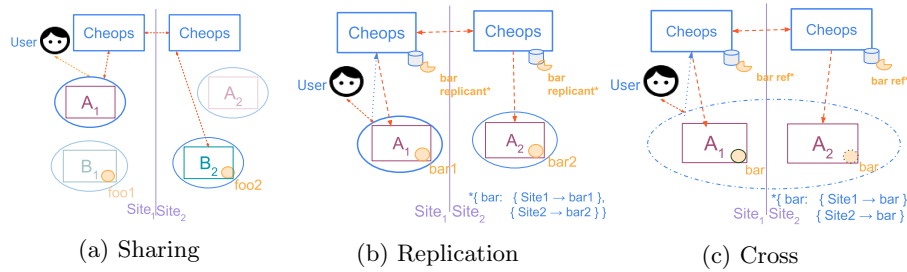 Cheops
Cheops
User
A1
A2
B1
foo1
B2
foo2
Site1
Site2
(a) Sharing
Cheops
Cheops
bar
replicant*
bar
replicant*
User
A1
bar1
A2
bar2
*{ bar: { Site1 → bar1 },
{ Site2 → bar2 } }
Site1
Site2
(b) Replication
Cheops
Cheops
bar ref*
bar ref*
User
A1
bar
A2
bar
*{ bar: { Site1 → bar }
{ Site2 → bar }
Site1
Site2
(c) Cross